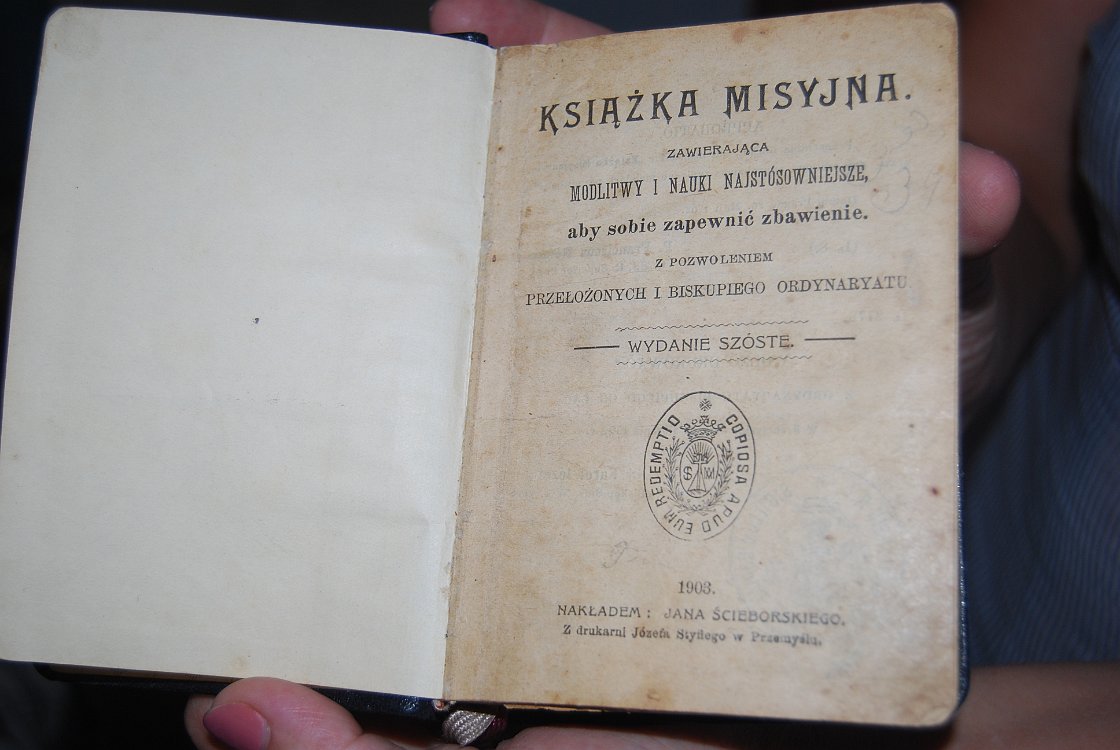 KSIĄŻKA MISYJNA.
ZAWIERAJĄCA
MODLITWY I NAUKI NAJSTÓSOWNIEJSZE,
aby sobie zapewnić zbawienie.
Z POZWOLENIEM
PRZEŁOŻONYCH I BISKUPIEGO ORDYNARYATU
WYDANIE SZÓSTE.
COPIOSA APUD EUM REDEMPTIO
S M
1903.
NAKŁADEM: JANA ŚCIEBORSKIEGO.
Z drukarni Józefa Styfiego w Przemyślu.